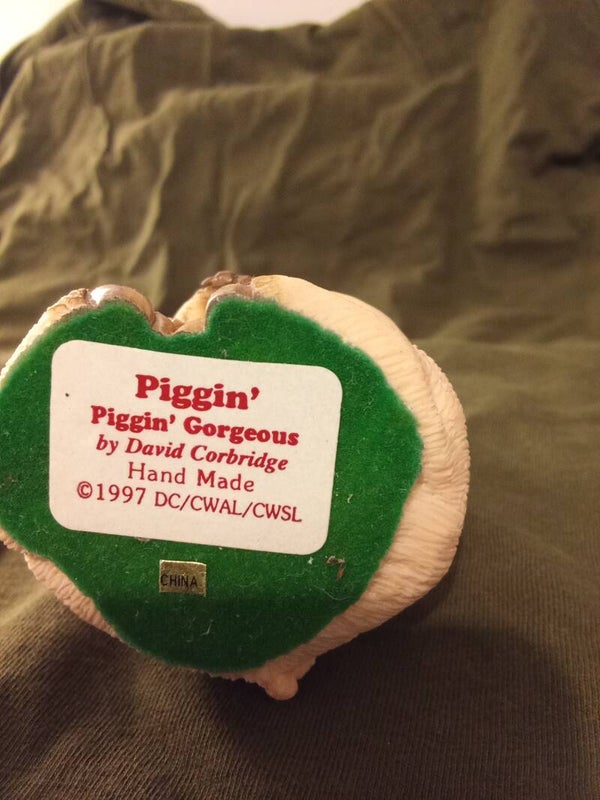 Piggin'
Piggin' Gorgeous
by David Corbridge
Hand Made
©1997 DC/CWAL/CWSL
CHINA